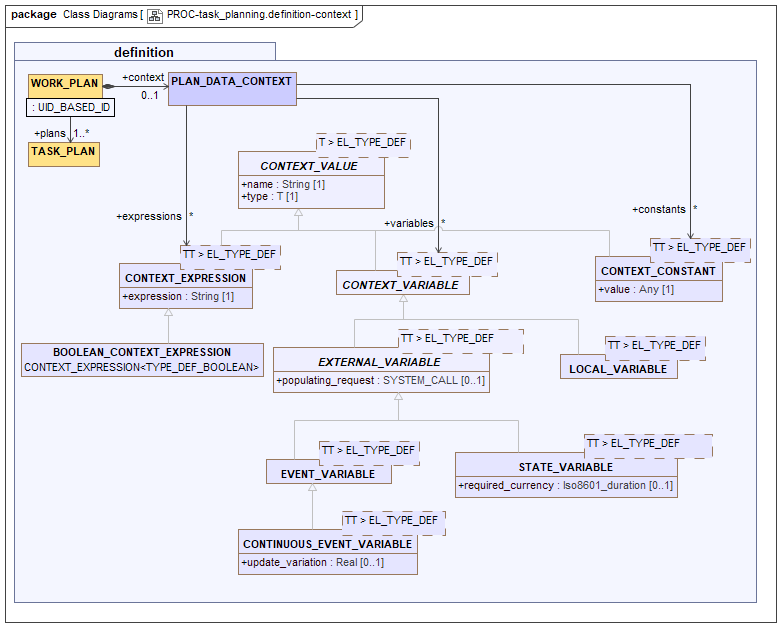 package Class Diagrams [ PROC-task_planning.definition-context ]
definition
WORK_PLAN
: UID_BASED_ID
+context
0..1
PLAN_DATA_CONTEXT
+plans 1..*
TASK_PLAN
T > EL_TYPE_DEF
CONTEXT_VALUE
+name : String [1]
+type : T [1]
+expressions *
+variables *
+constants *
TT > EL_TYPE_DEF
CONTEXT_EXPRESSION
+expression : String [1]
TT > EL_TYPE_DEF
CONTEXT_VARIABLE
TT > EL_TYPE_DEF
CONTEXT_CONSTANT
+value : Any [1]
BOOLEAN_CONTEXT_EXPRESSION
CONTEXT_EXPRESSION<TYPE_DEF_BOOLEAN>
TT > EL_TYPE_DEF
EXTERNAL_VARIABLE
+populating_request : SYSTEM_CALL [0..1]
TT > EL_TYPE_DEF
LOCAL_VARIABLE
TT > EL_TYPE_DEF
EVENT_VARIABLE
TT > EL_TYPE_DEF
STATE_VARIABLE
+required_currency : Iso8601_duration [0..1]
TT > EL_TYPE_DEF
CONTINUOUS_EVENT_VARIABLE
+update_variation : Real [0..1]